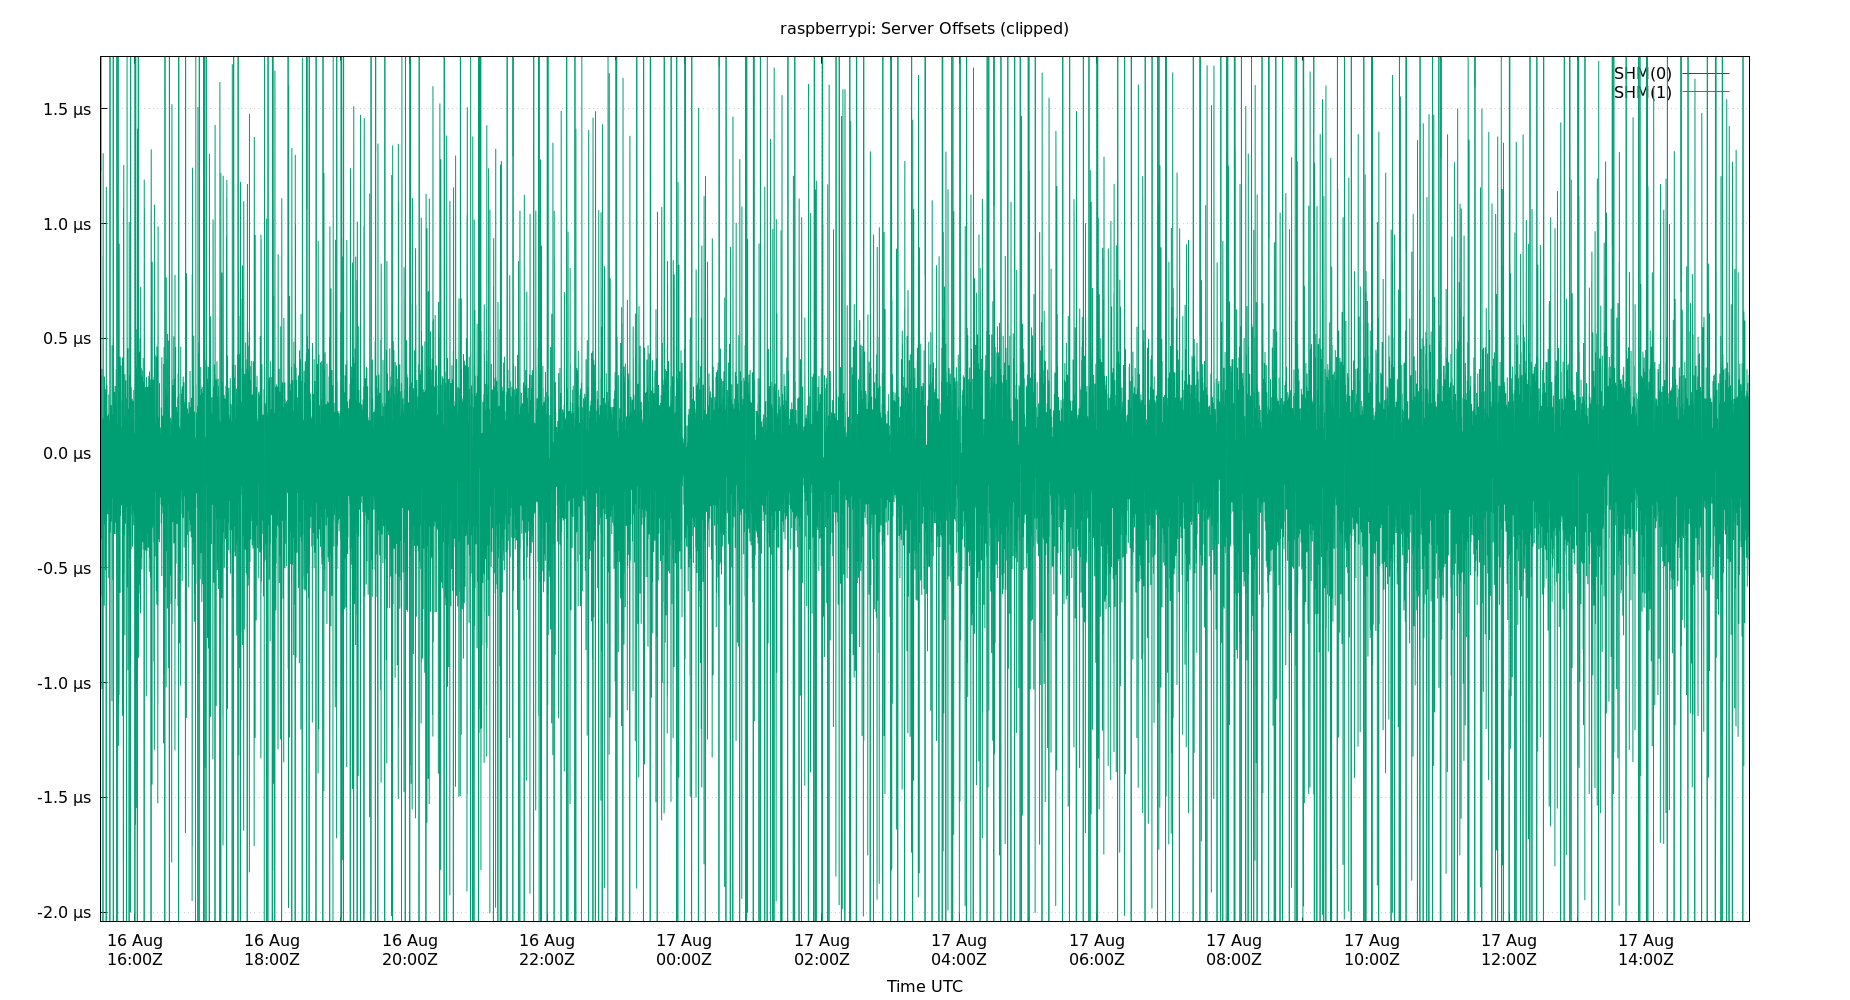 raspberrypi: Server Offsets (clipped)
SHM(0)
SHM(1)
1.5 µs
1.0 µs
0.5 µs
0.0 µs
-0.5 µs
-1.0 µs
-1.5 µs
-2.0 µs
16 Aug 16 Aug 16 Aug 16 Aug 17 Aug 17 Aug 17 Aug 17 Aug 17 Aug 17 Aug 17 Aug 17 Aug
16:00Z 18:00Z 20:00Z 22:00Z 00:00Z 02:00Z 04:00Z 06:00Z 08:00Z 10:00Z 12:00Z 14:00Z
Time UTC